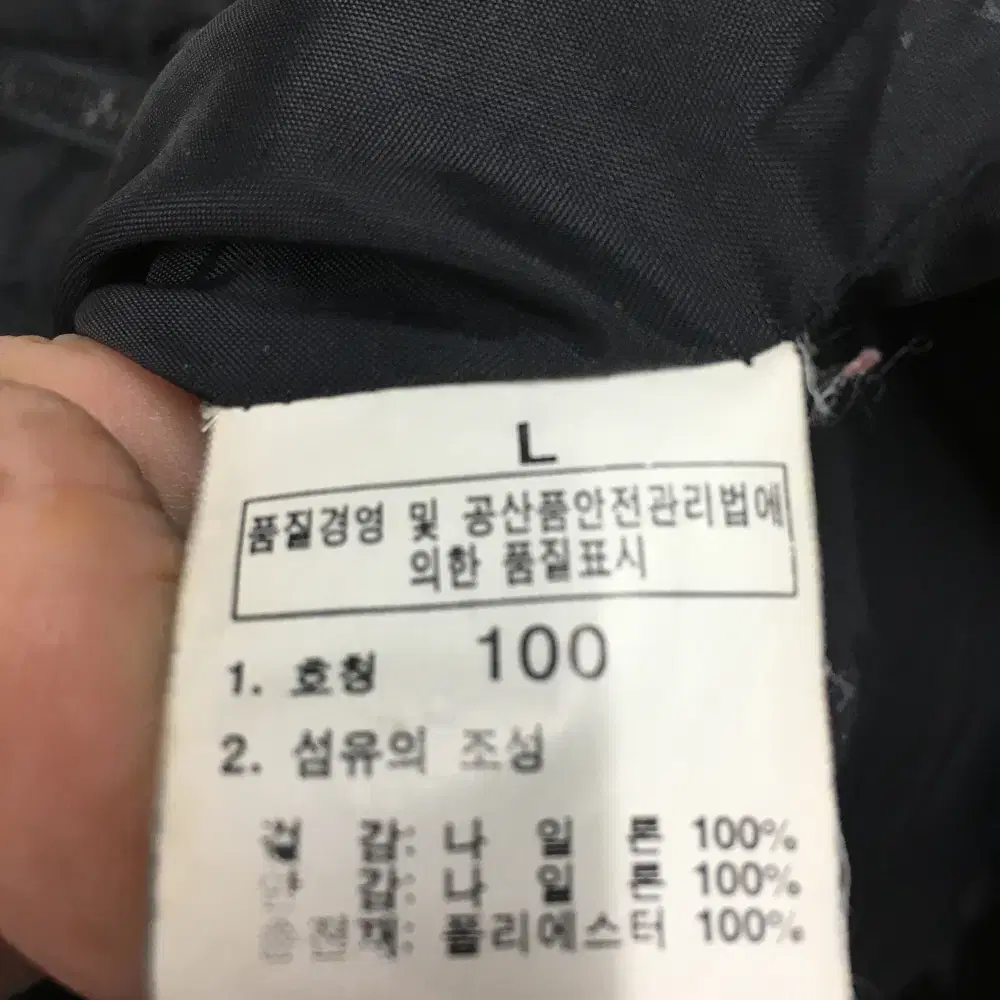 L
품질경영 및 공산품안전관리법에
의한 품질표시
1. 호칭 100
2. 섬유의 조성
겉 감: 나 일 론 100%
감: 나 일 론 100%
재: 폴리에스터 100%